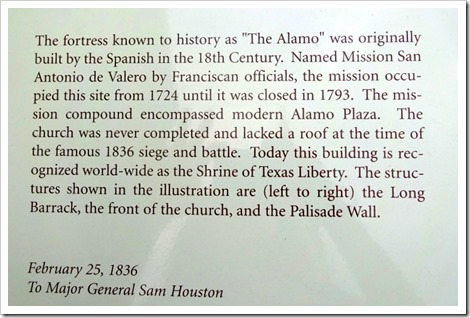 The fortress known to history as "The Alamo" was originally
built by the Spanish in the 18th Century. Named Mission San
Antonio de Valero by Franciscan officials, the mission occu-
pied this site from 1724 until it was closed in 1793. The mis-
sion compound encompassed modern Alamo Plaza. The
church was never completed and lacked a roof at the time of
the famous 1836 siege and battle. Today this building is rec-
ognized world-wide as the Shrine of Texas Liberty. The struc-
tures shown in the illustration are (left to right) the Long
Barrack, the front of the church, and the Palisade Wall.
February 25, 1836
To Major General Sam Houston